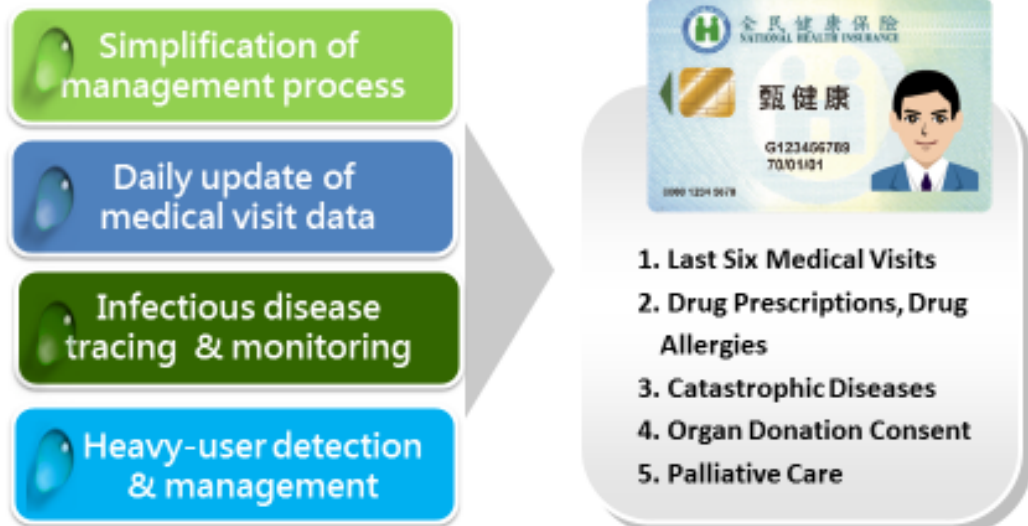 Simplification of
management process
Daily update of
medical visit data
Infectious disease
tracing & monitoring
Heavy-user detection
& management
全民健康保險
NATIONAL HEALTH INSURANCE
甄健康
G123456789
70/01/01
0000 1234 5678
1. Last Six Medical Visits
2. Drug Prescriptions, Drug
Allergies
3. Catastrophic Diseases
4. Organ Donation Consent
5. Palliative Care